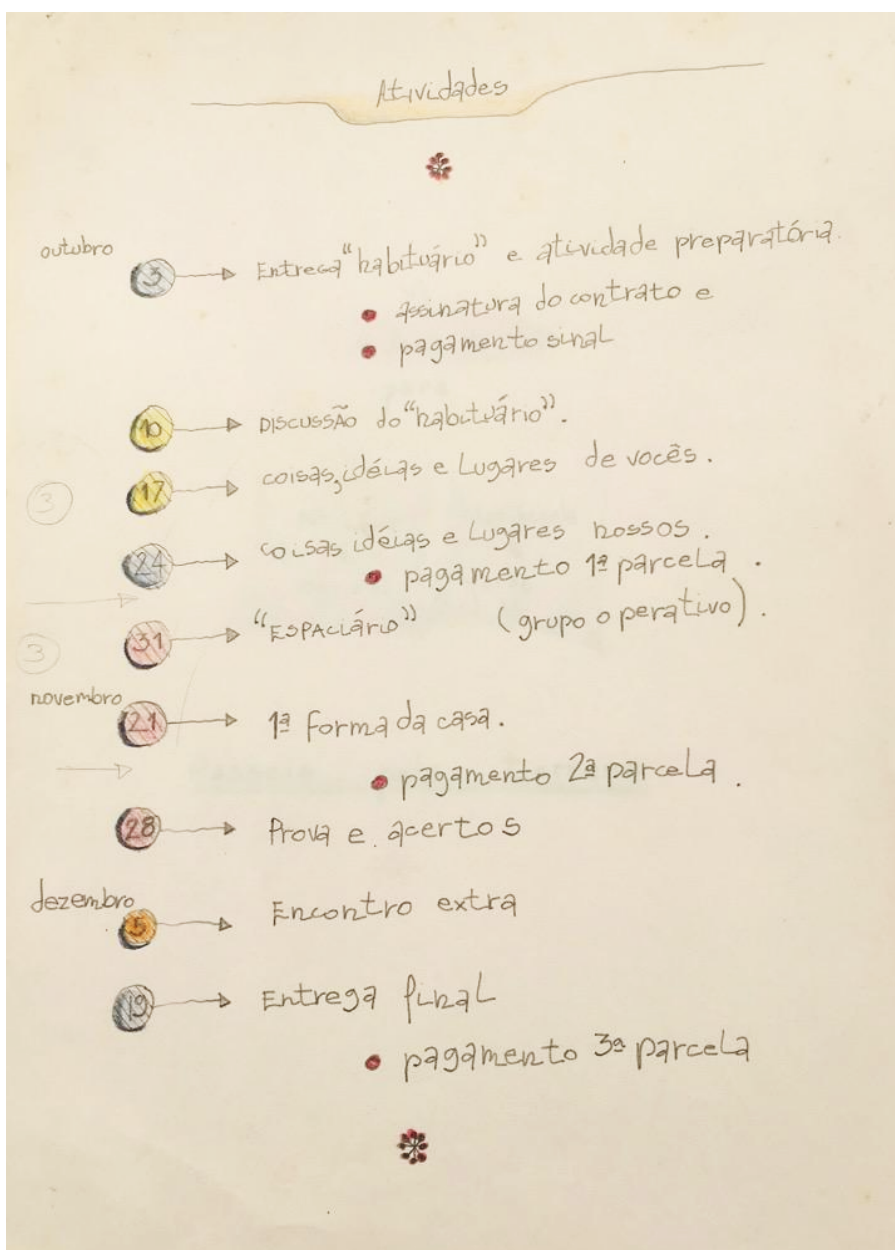 Atividades
outubro
3 Entrega "habituário" e atividade preparatória.
assinatura do contrato e
pagamento sinal
10 DISCUSSÃO do "habituário".
17 coisas, idéias e Lugares de vocês.
3
24 coisas idéias e Lugares nossos.
pagamento 1ª parcela.
31 "ESPACIÁRIO" (grupo operativo).
3
novembro
21 1ª forma da casa.
pagamento 2ª parcela.
28 Prova e acertos
dezembro
5 Encontro extra
19 Entrega final
pagamento 3ª parcela